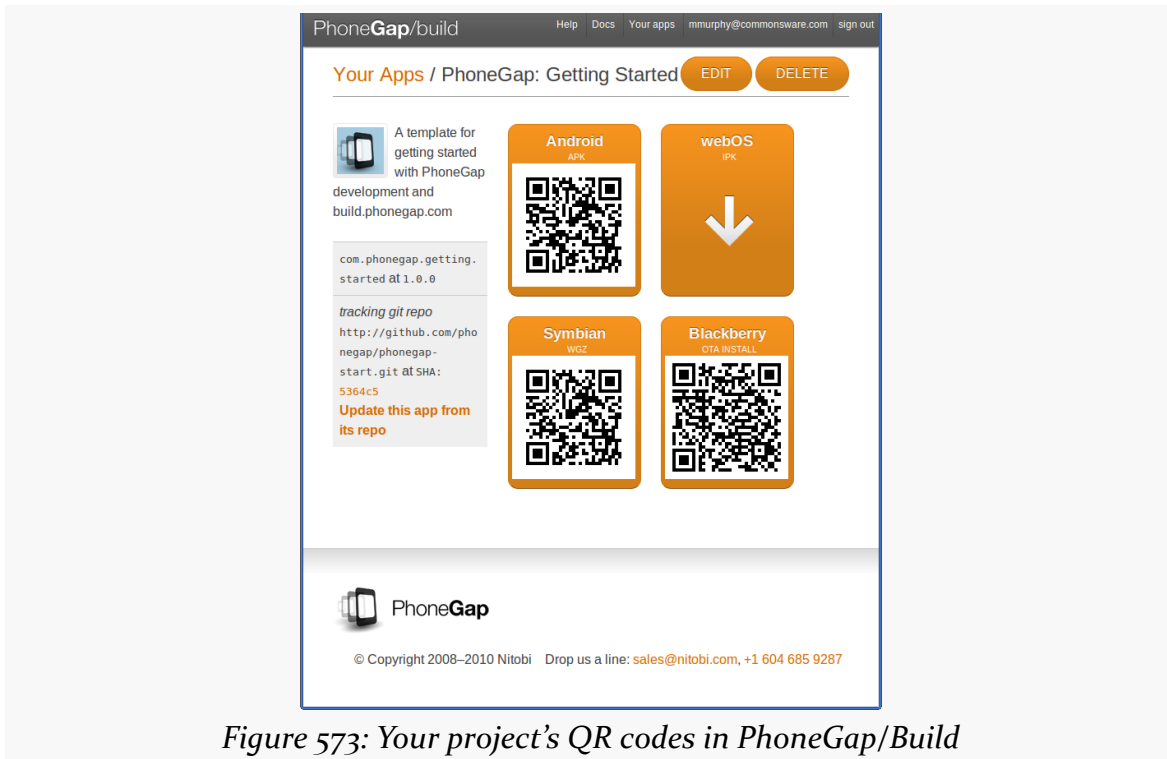 PhoneGap/build
Help Docs Your apps mmurphy@commonsware.com sign out
Your Apps / PhoneGap: Getting Started
EDIT DELETE
A template for
getting started
with PhoneGap
development and
build.phonegap.com
com.phonegap.getting.
started at 1.0.0
tracking git repo
http://github.com/pho
negap/phonegap-
start.git at SHA:
5364c5
Update this app from
its repo
Android
APK
webOS
IPK
Symbian
WGZ
Blackberry
OTA INSTALL
PhoneGap
© Copyright 2008–2010 Nitobi Drop us a line: sales@nitobi.com, +1 604 685 9287
Figure 573: Your project’s QR codes in PhoneGap/Build